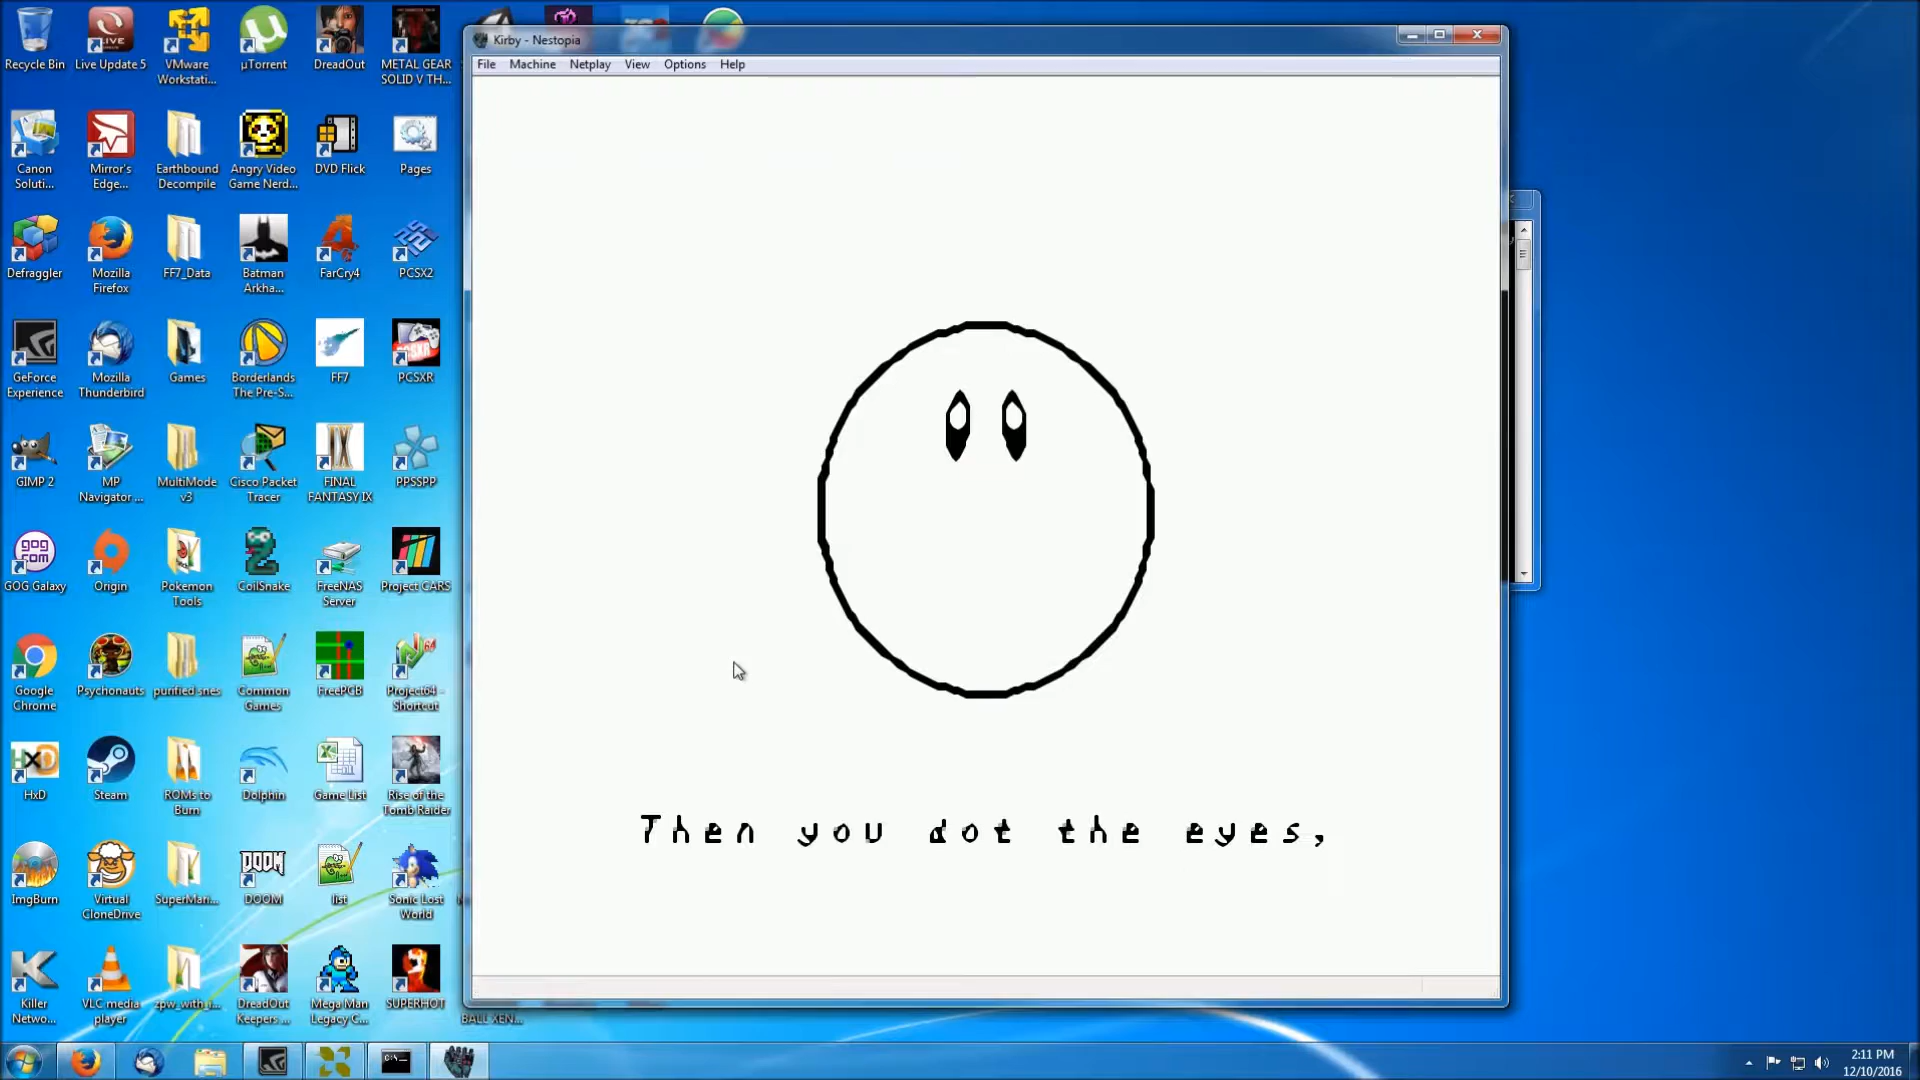 Recycle Bin
Live Update 5
VMware
Workstati...
µTorrent
DreadOut
METAL GEAR
SOLID V TH...
Canon
Soluti...
Mirror's
Edge...
Earthbound
Decompile
Angry Video
Game Nerd...
DVD Flick
Pages
Defraggler
Mozilla
Firefox
FF7_Data
Batman
Arkha...
FarCry4
PCSX2
GeForce
Experience
Mozilla
Thunderbird
Games
Borderlands
The Pre-S...
FF7
PCSXR
GIMP 2
MP
Navigator ...
MultiMode
v3
Cisco Packet
Tracer
FINAL
FANTASY IX
PPSSPP
GOG Galaxy
Origin
Pokemon
Tools
CoilSnake
FreeNAS
Server
Project CARS
Google
Chrome
Psychonauts
purified snes
Common
Games
FreePCB
Project64 -
Shortcut
HxD
Steam
ROMs to
Burn
Dolphin
Game List
Rise of the
Tomb Raider
ImgBurn
Virtual
CloneDrive
SuperMari...
DOOM
list
Sonic Lost
World
Killer
Netwo...
VLC media
player
zpw_with_i...
DreadOut
Keepers ...
Mega Man
Legacy C...
SUPERHOT
BALL XEN...
Kirby - Nestopia
File Machine Netplay View Options Help
Then you dot the eyes,
2:11 PM
12/10/2016